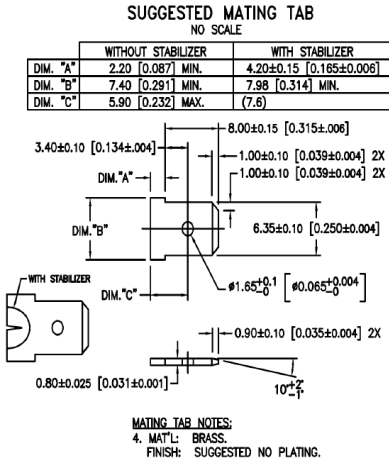 SUGGESTED MATING TAB
NO SCALE
WITHOUT STABILIZER WITH STABILIZER
DIM. "A" 2.20 [0.087] MIN. 4.20±0.15 [0.165±0.006]
DIM. "B" 7.40 [0.291] MIN. 7.98 [0.314] MIN.
DIM. "C" 5.90 [0.232] MAX. (7.6)
8.00±0.15 [0.315±.006]
3.40±0.10 [0.134±.004]
1.00±0.10 [0.039±0.004] 2X
DIM."A"
1.00±0.10 [0.039±0.004] 2X
DIM."B"
6.35±0.10 [0.250±0.004]
WITH STABILIZER
DIM."C"
ø1.65+0.1 -0 [ø0.065+0.004 -0]
0.90±0.10 [0.035±0.004] 2X
0.80±0.025 [0.031±0.001]
10°+2° -1°
MATING TAB NOTES:
4. MAT'L: BRASS.
FINISH: SUGGESTED NO PLATING.